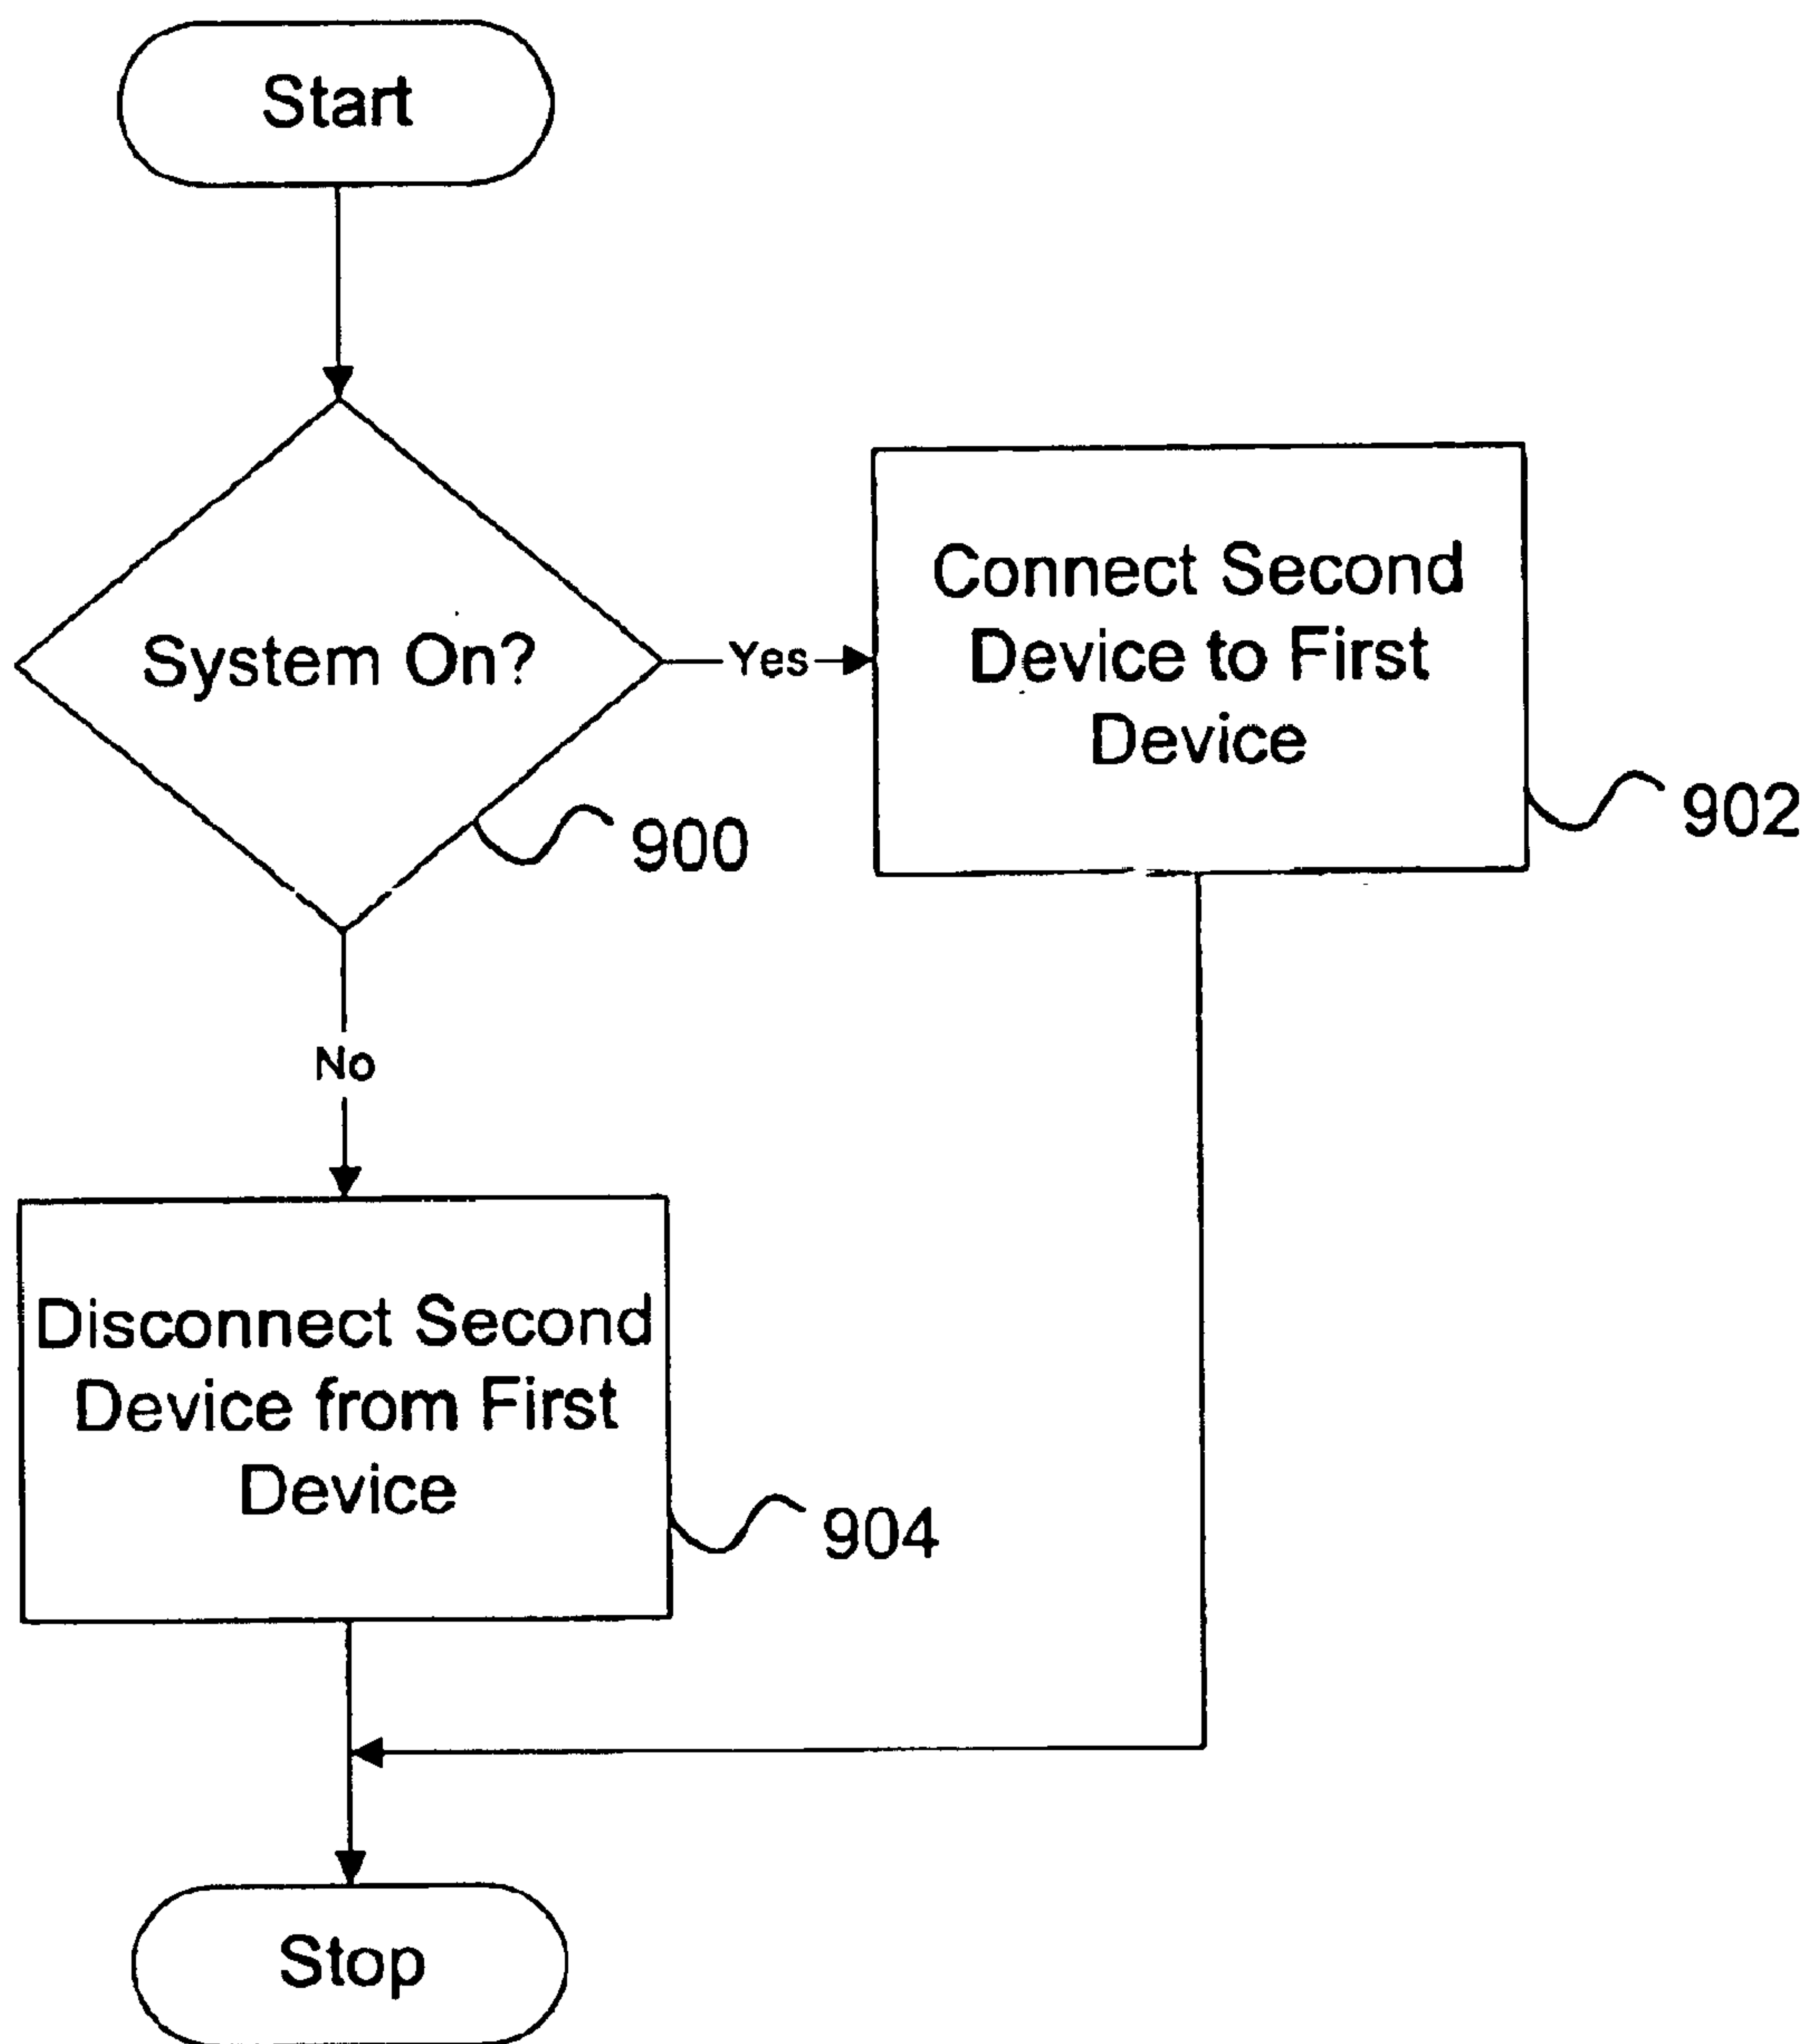 Start
System On?
Yes
Connect Second
Device to First
Device
902
900
No
Disconnect Second
Device from First
Device
904
Stop